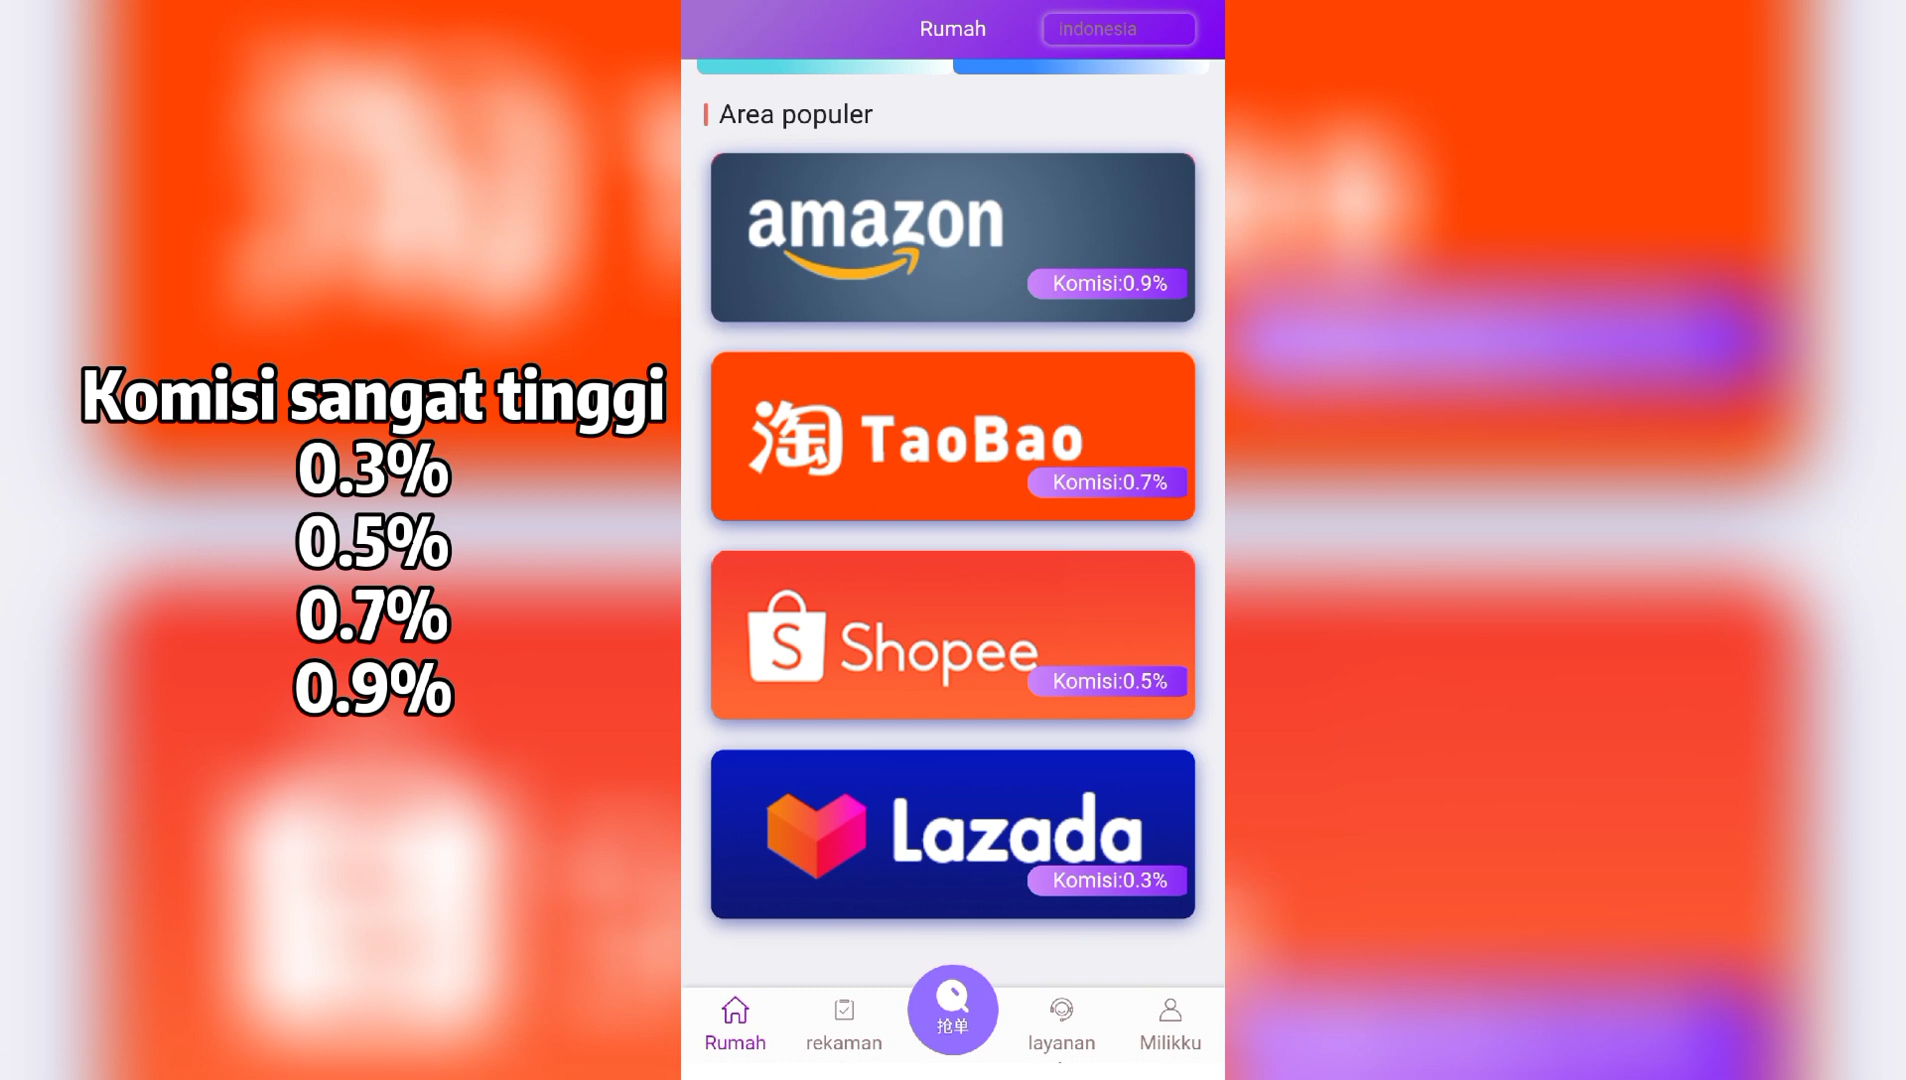 Rumah
indonesia
Area populer
amazon
Komisi:0.9%
淘 TaoBao
Komisi:0.7%
S Shopee
Komisi:0.5%
Lazada
Komisi:0.3%
Komisi sangat tinggi
0.3%
0.5%
0.7%
0.9%
抢单
Rumah
rekaman
layanan
Milikku